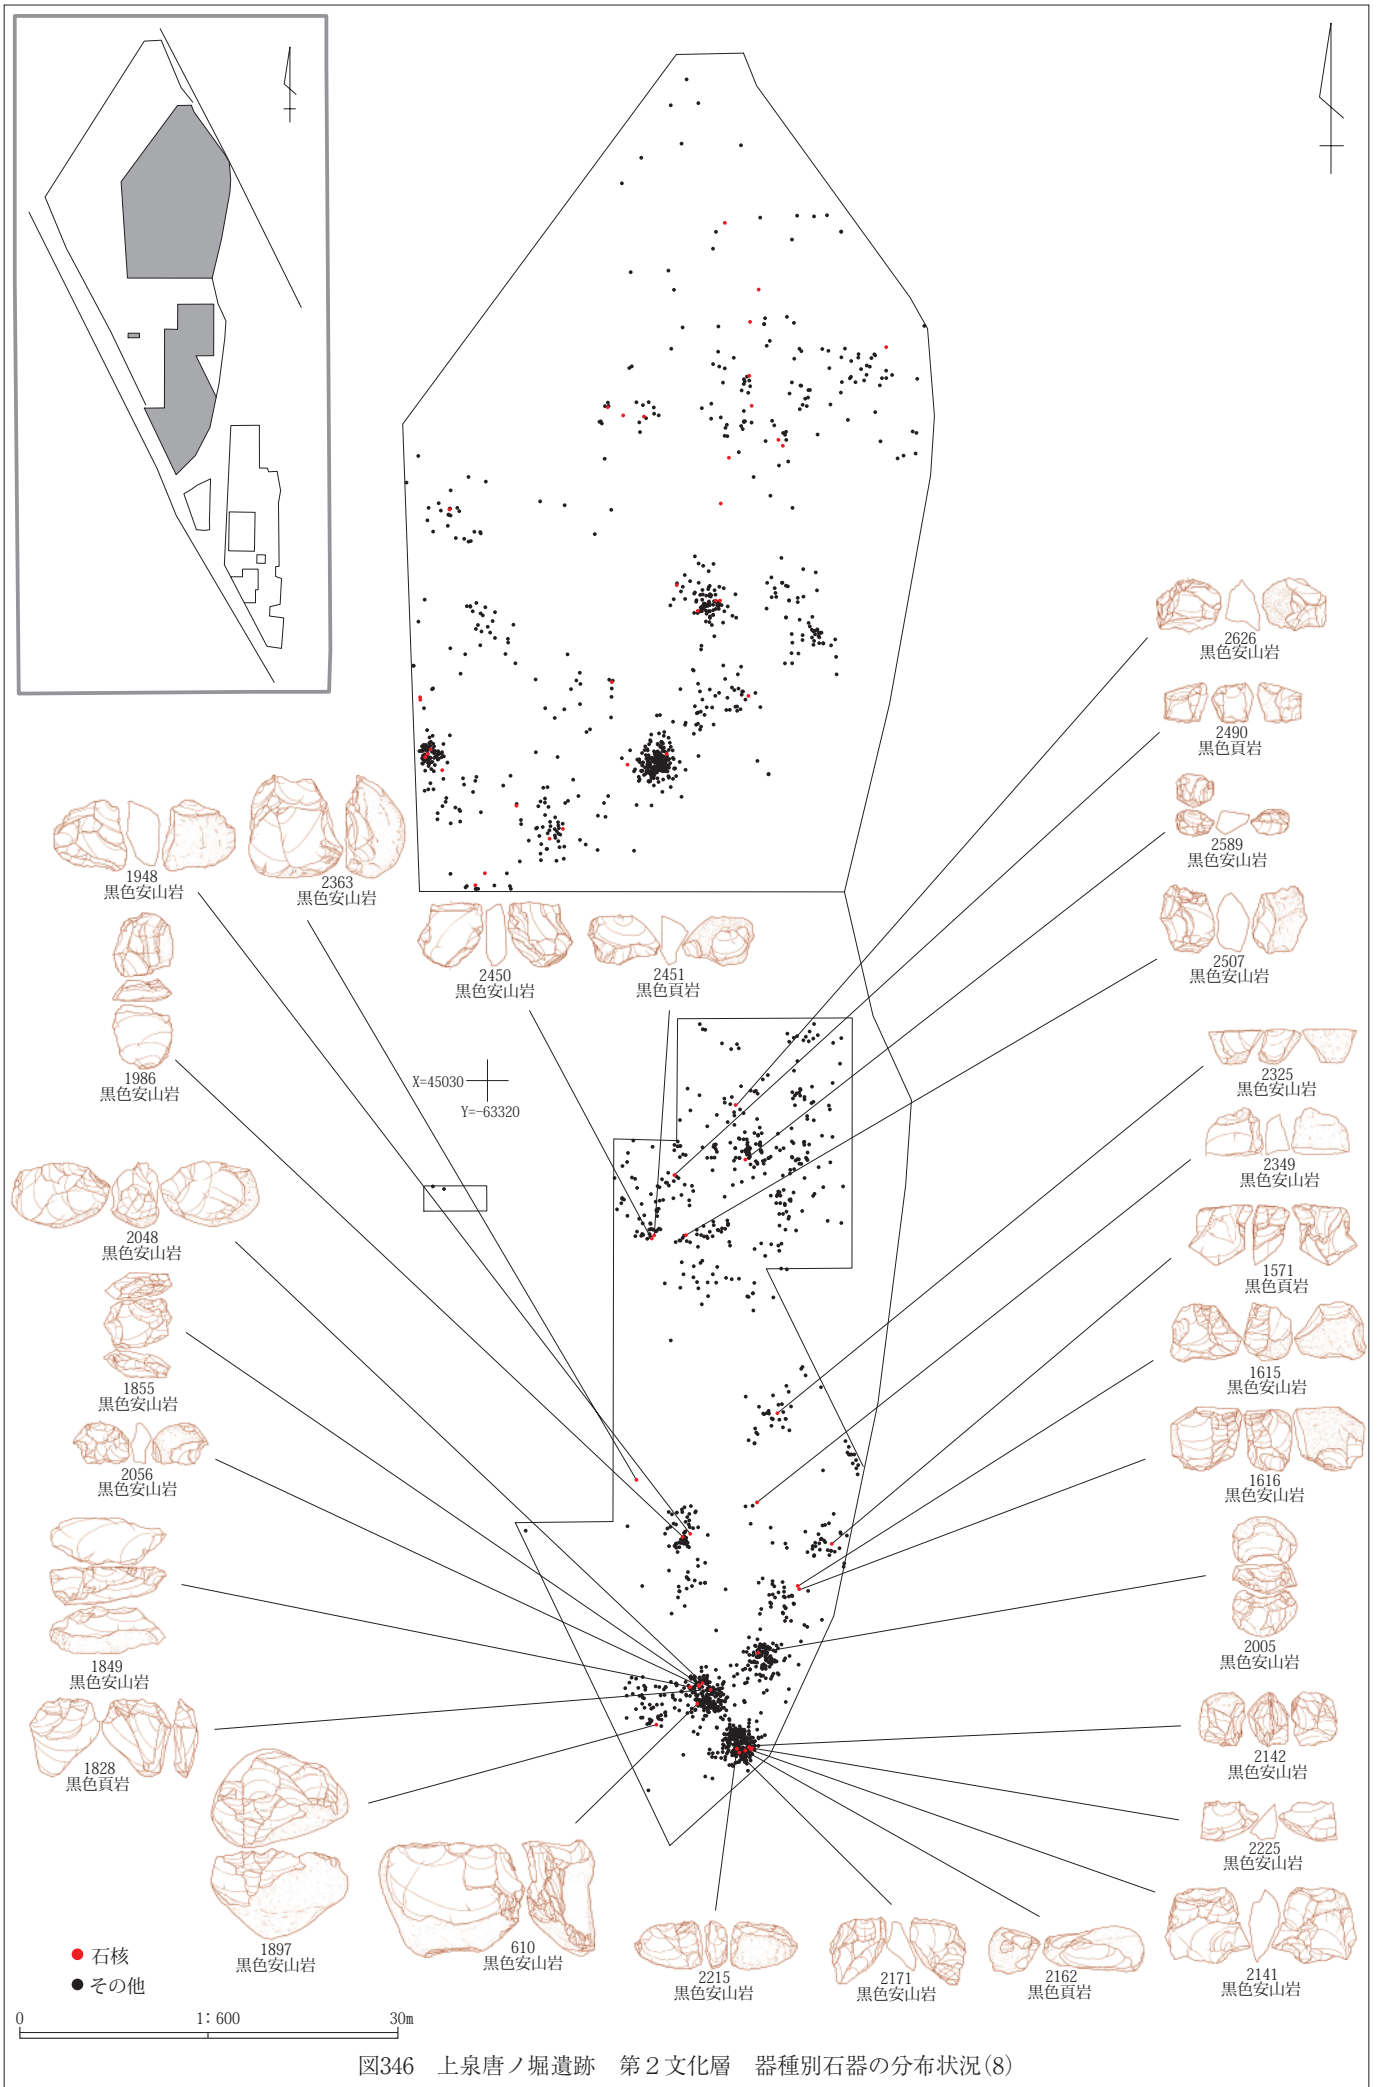 2626
黒色安山岩
2490
黒色頁岩
2589
黒色安山岩
2507
黒色安山岩
1948
黒色安山岩
2363
黒色安山岩
2450
黒色安山岩
2451
黒色頁岩
1986
黒色安山岩
X=45030
Y=-63320
2325
黒色安山岩
2349
黒色安山岩
2048
黒色安山岩
1571
黒色頁岩
1855
黒色安山岩
1615
黒色安山岩
2056
黒色安山岩
1616
黒色安山岩
1849
黒色安山岩
2005
黒色安山岩
1828
黒色頁岩
2142
黒色安山岩
2225
黒色安山岩
1897
黒色安山岩
610
黒色安山岩
2215
黒色安山岩
2171
黒色安山岩
2162
黒色頁岩
2141
黒色安山岩
石核
その他
0 1:600 30m
図346 上泉唐ノ堀遺跡 第2文化層 器種別石器の分布状況(8)